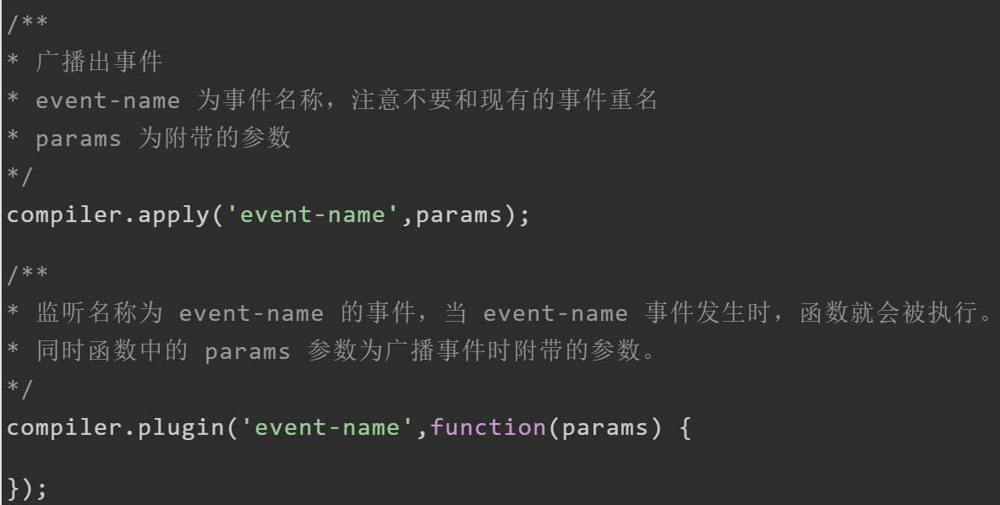 /**
* 广播出事件
* event-name 为事件名称，注意不要和现有的事件重名
* params 为附带的参数
*/
compiler.apply('event-name',params);
/**
* 监听名称为 event-name 的事件，当 event-name 事件发生时，函数就会被执行。
* 同时函数中的 params 参数为广播事件时附带的参数。
*/
compiler.plugin('event-name',function(params) {
});